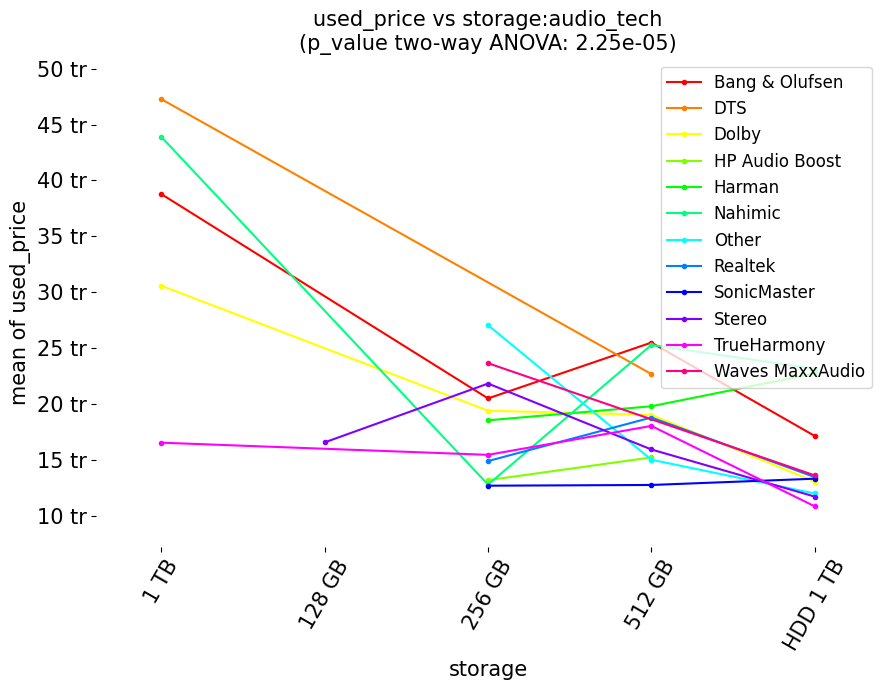 used_price vs storage:audio_tech
(p_value two-way ANOVA: 2.25e-05)
50 tr
45 tr
40 tr
35 tr
30 tr
25 tr
20 tr
15 tr
10 tr
mean of used_price
Bang & Olufsen
DTS
Dolby
HP Audio Boost
Harman
Nahimic
Other
Realtek
SonicMaster
Stereo
TrueHarmony
Waves MaxxAudio
1 TB
128 GB
256 GB
512 GB
HDD 1 TB
storage